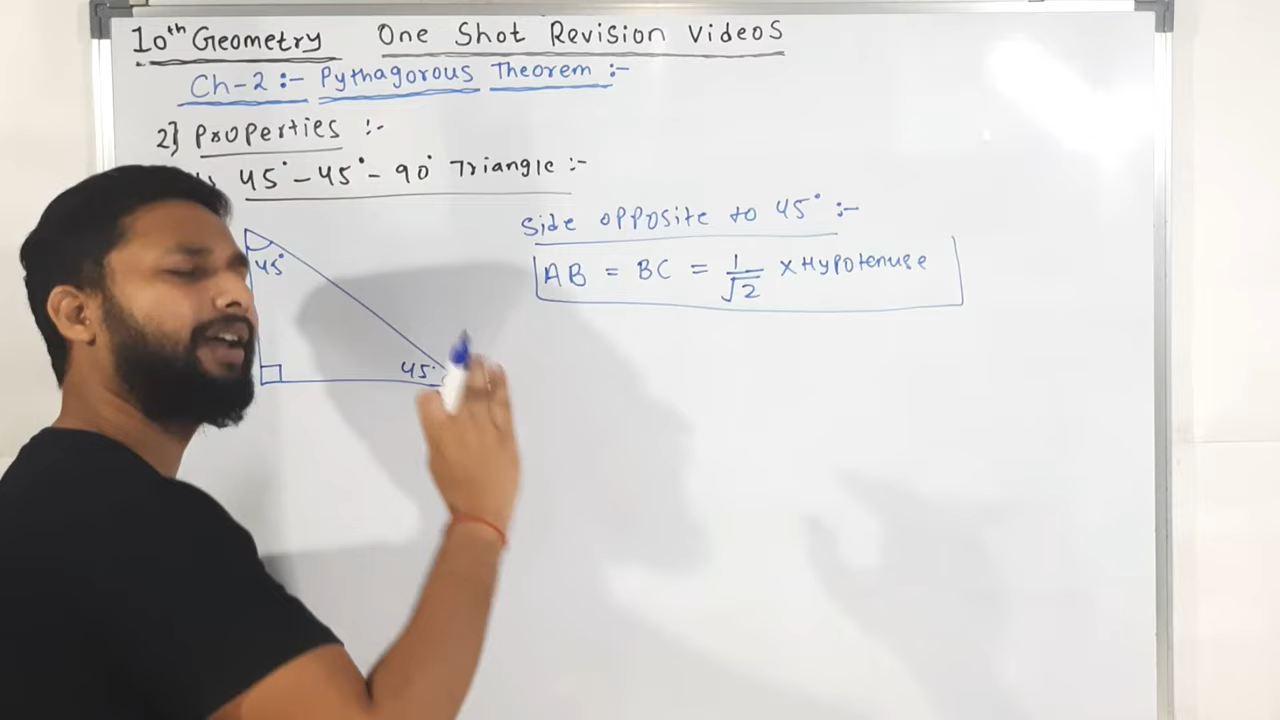 10th Geometry One Shot Revision Videos
Ch-2 :- Pythagorous Theorem :-
2] Properties :-
45° - 45° - 90° Triangle :-
Side opposite to 45° :-
AB = BC = 1/√2 × Hypotenuse
45°
45°